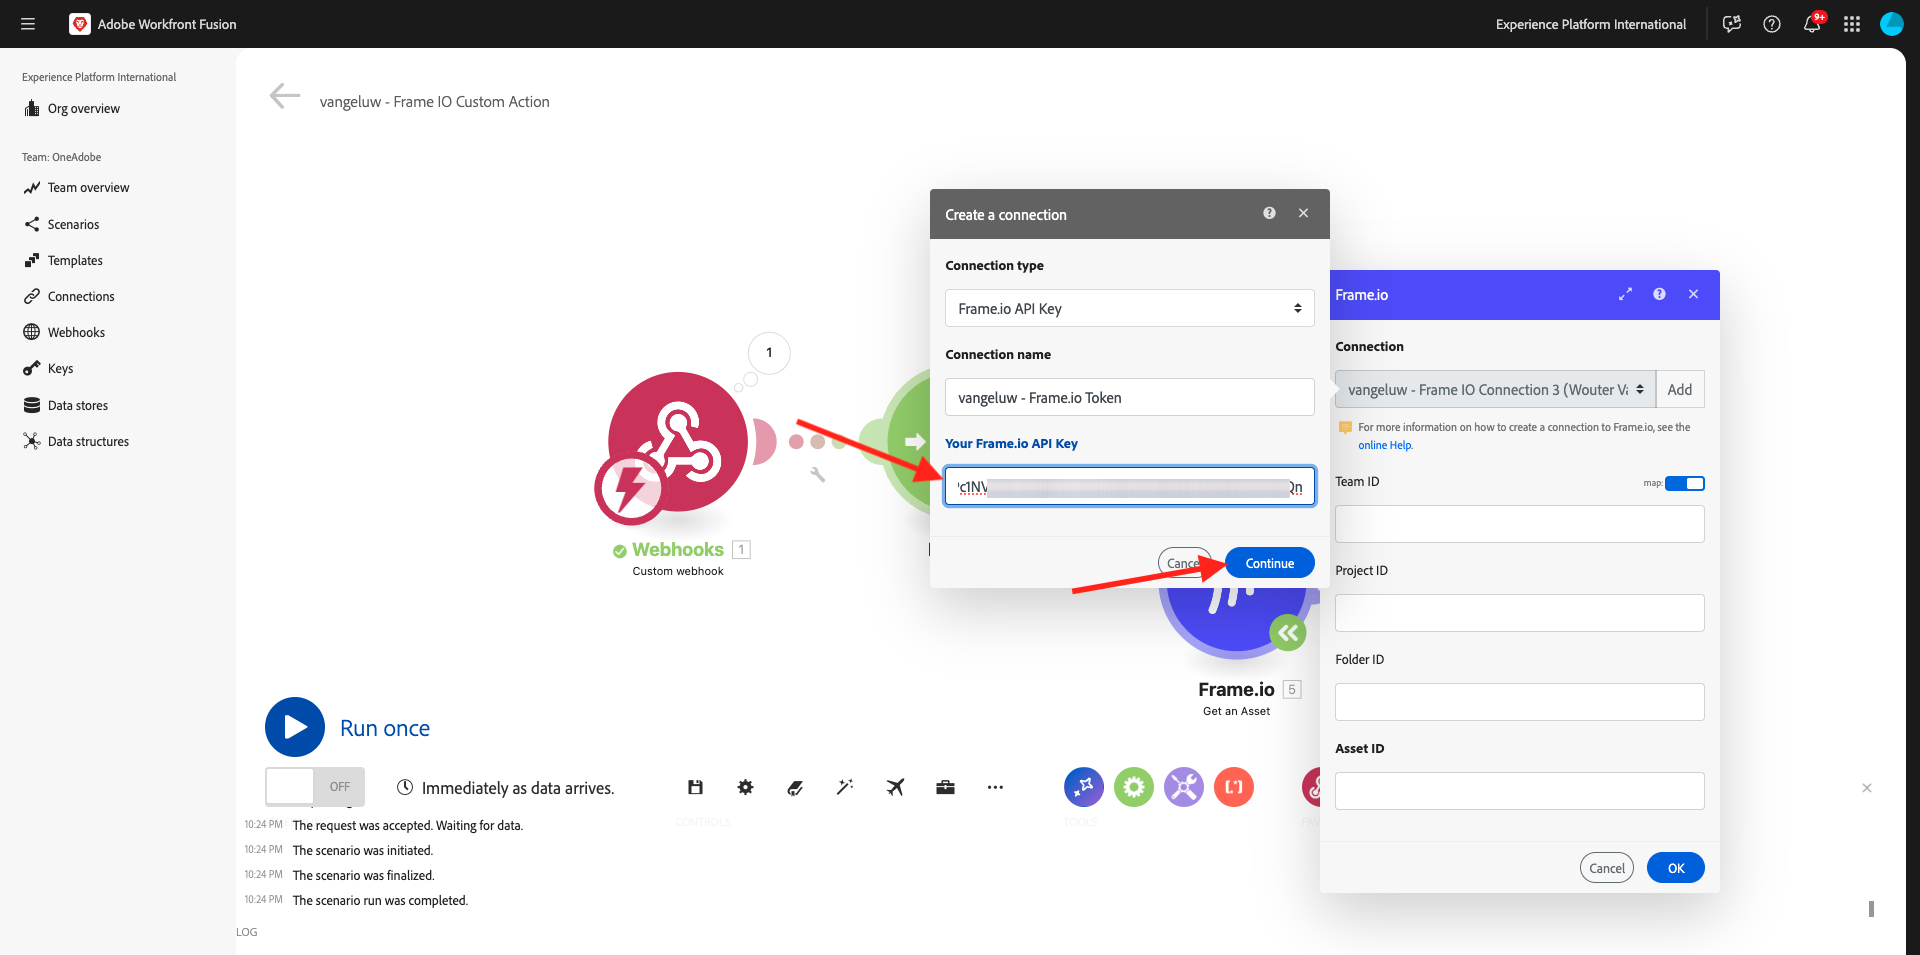 Adobe Workfront Fusion
Experience Platform International
9+
Experience Platform International
Org overview
Team: OneAdobe
Team overview
Scenarios
Templates
Connections
Webhooks
Keys
Data stores
Data structures
vangeluw - Frame IO Custom Action
1
Webhooks 1
Custom webhook
Create a connection
Connection type
Frame.io API Key
Connection name
vangeluw - Frame.io Token
Your Frame.io API Key
Cancel
Continue
Frame.io 5
Get an Asset
Frame.io
Connection
vangeluw - Frame IO Connection 3 (Wouter Va
Add
For more information on how to create a connection to Frame.io, see the
online Help.
Team ID
map:
Project ID
Folder ID
Asset ID
Cancel
OK
Run once
OFF
Immediately as data arrives.
CONTROLS
TOOLS
10:24 PM The request was accepted. Waiting for data.
10:24 PM The scenario was initiated.
10:24 PM The scenario was finalized.
10:24 PM The scenario run was completed.
LOG